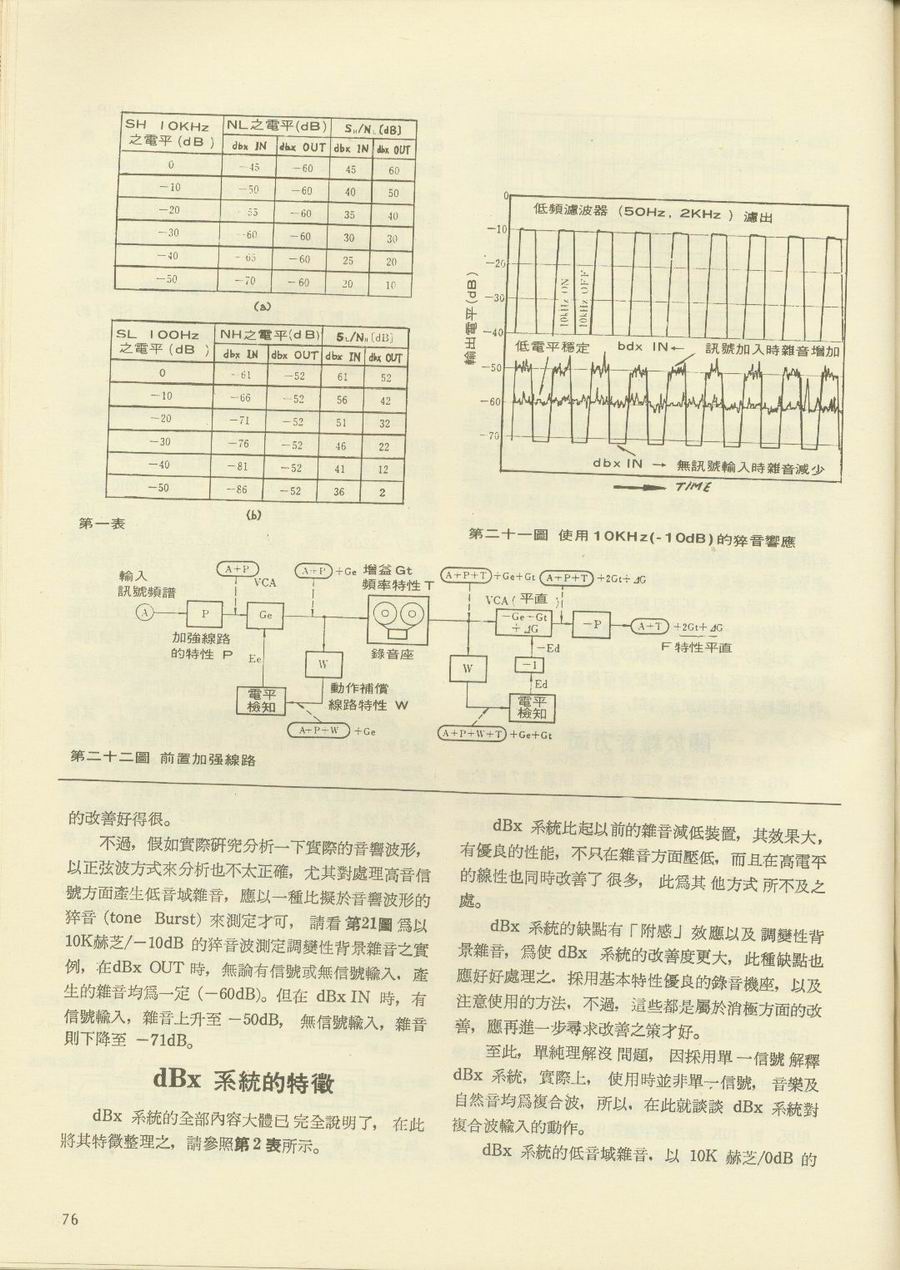 SH 10KHz 之電平(dB) NL之電平(dB) SH/NL(dB)
dbx IN dbx OUT dbx IN dbx OUT
0 -45 -60 45 60
-10 -50 -60 40 50
-20 -55 -60 35 40
-30 -60 -60 30 30
-40 -65 -60 25 20
-50 -70 -60 20 10
(a)
SL 100Hz 之電平(dB) NH之電平(dB) SL/NH(dB)
dbx IN dbx OUT dbx IN dbx OUT
0 -61 -52 61 52
-10 -66 -52 56 42
-20 -71 -52 51 32
-30 -76 -52 46 22
-40 -81 -52 41 12
-50 -86 -52 36 2
(b)
第一表
低頻濾波器 (50Hz, 2KHz) 濾出
輸出電平(dB)
0
-10
-20
-30
-40
-50
-60
-70
10kHz ON
10kHz OFF
低電平穩定
bdx IN← 訊號加入時雜音增加
dbx IN → 無訊號輸入時雜音減少
TIME
第二十一圖 使用10KHz(-10dB)的猝音響應
輸入
訊號頻譜
A
P
加強線路
的特性 P
A+P
VCA
Ge
Ee
電平
檢知
A+P +Ge
W
動作補償
線路特性 W
A+P+W +Ge
增益 Gt
頻率特性 T
錄音座
A+P+T +Ge+Gt
A+P+T +2Gt+⊿G
VCA(平直)
-Ge-Gt
+⊿G
-Ed
-1
Ed
W
電平
檢知
A+P+W+T +Ge+Gt
-P
A+T +2Gt+⊿G
F 特性平直
第二十二圖 前置加强線路
的改善好得很。
不過，假如實際研究分析一下實際的音響波形，
以正弦波方式來分析也不太正確，尤其對處理高音信
號方面產生低音域雜音，應以一種比擬於音響波形的
猝音 (tone Burst) 來測定才可，請看第21圖爲以
10K赫芝/-10dB 的猝音波測定調變性背景雜音之實
例，在dBx OUT 時，無論有信號或無信號輸入，產
生的雜音均爲一定 (-60dB)。但在 dBx IN 時，有
信號輸入，雜音上升至 -50dB，無信號輸入，雜音
則下降至 -71dB。
dBx 系統的特徵
dBx 系統的全部內容大體已完全說明了，在此
將其特徵整理之，請參照第2表所示。
dBx 系統比起以前的雜音減低裝置，其效果大，
有優良的性能，不只在雜音方面壓低，而且在高電平
的線性也同時改善了很多，此爲其他方式所不及之
處。
dBx 系統的缺點有「附感」效應以及調變性背
景雜音，爲使 dBx 系統的改善度更大，此種缺點也
應好好處理之．採用基本特性優良的錄音機座，以及
注意使用的方法，不過，這些都是屬於消極方面的改
善，應再進一步尋求改善之策才好。
至此，單純理解沒問題，因採用單一信號解釋
dBx 系統，實際上，使用時並非單一信號，音樂及
自然音均爲複合波，所以，在此就談談 dBx 系統對
複合波輸入的動作。
dBx 系統的低音域雜音．以 10K 赫芝/0dB 的
76